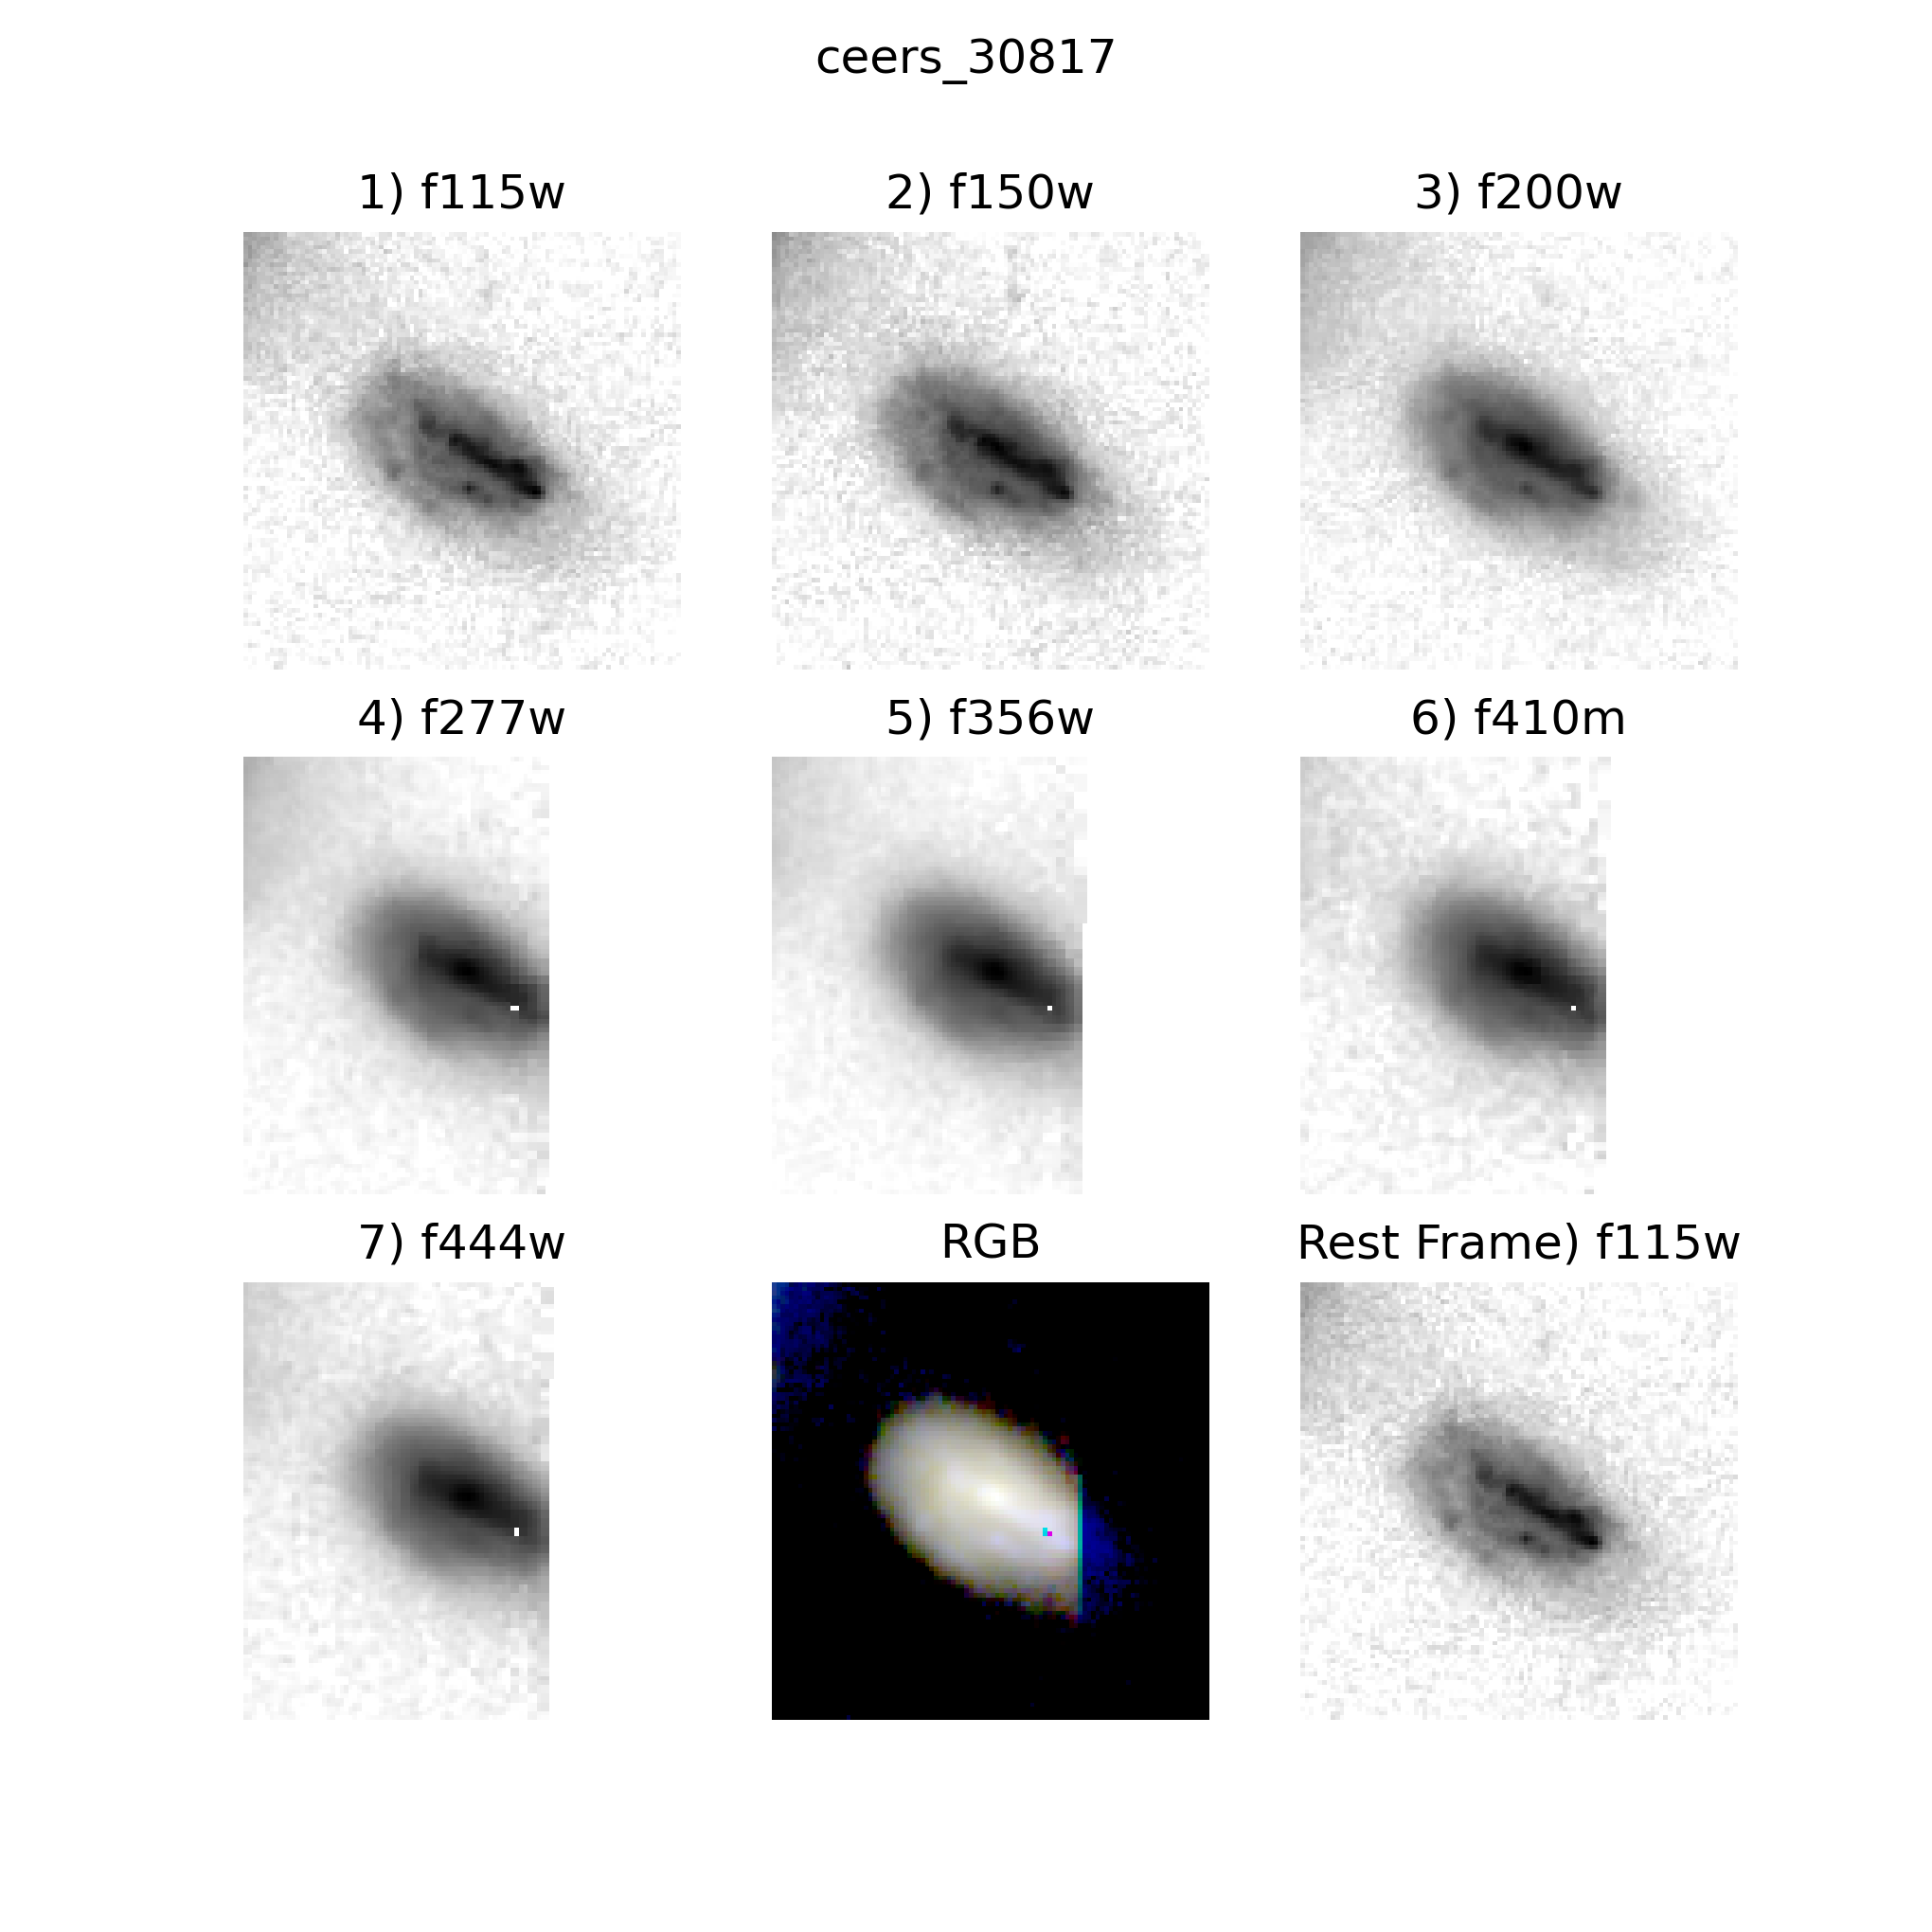 ceers_30817
1) f115w
2) f150w
3) f200w
4) f277w
5) f356w
6) f410m
7) f444w
RGB
Rest Frame) f115w